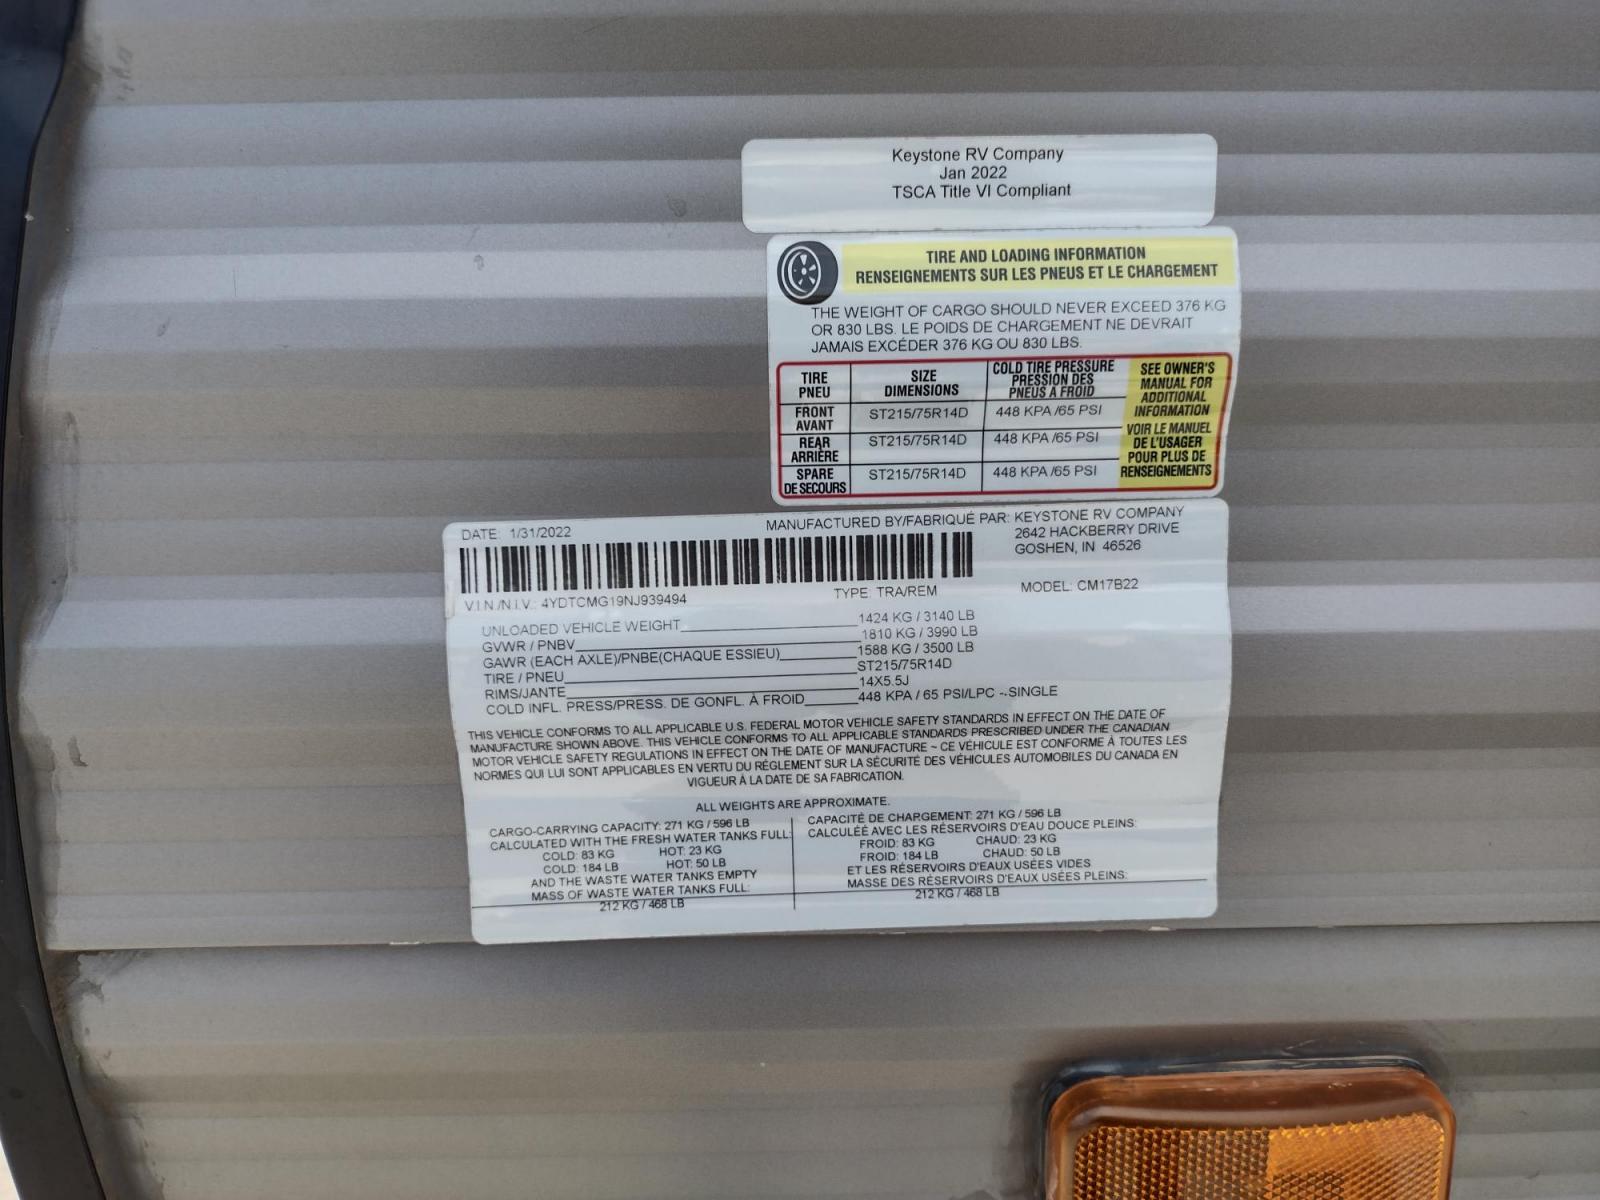 Keystone RV Company
Jan 2022
TSCA Title VI Compliant
TIRE AND LOADING INFORMATION
RENSEIGNEMENTS SUR LES PNEUS ET LE CHARGEMENT
THE WEIGHT OF CARGO SHOULD NEVER EXCEED 376 KG
OR 830 LBS. LE POIDS DE CHARGEMENT NE DEVRAIT
JAMAIS EXCÉDER 376 KG OU 830 LBS.
TIRE PNEU SIZE DIMENSIONS COLD TIRE PRESSURE PRESSION DES PNEUS A FROID
FRONT AVANT ST215/75R14D 448 KPA /65 PSI
REAR ARRIÈRE ST215/75R14D 448 KPA /65 PSI
SPARE DE SECOURS ST215/75R14D 448 KPA /65 PSI
SEE OWNER'S
MANUAL FOR
ADDITIONAL
INFORMATION
VOIR LE MANUEL
DE L'USAGER
POUR PLUS DE
RENSEIGNEMENTS
DATE: 1/31/2022 MANUFACTURED BY/FABRIQUÉ PAR: KEYSTONE RV COMPANY
2642 HACKBERRY DRIVE
GOSHEN, IN 46526
V.I.N./N.I.V.: 4YDTCMG19NJ939494 TYPE: TRA/REM MODEL: CM17B22
UNLOADED VEHICLE WEIGHT 1424 KG / 3140 LB
GVWR / PNBV 1810 KG / 3990 LB
GAWR (EACH AXLE)/PNBE(CHAQUE ESSIEU) 1588 KG / 3500 LB
TIRE / PNEU ST215/75R14D
RIMS/JANTE 14X5.5J
COLD INFL. PRESS/PRESS. DE GONFL. À FROID 448 KPA / 65 PSI/LPC -.SINGLE
THIS VEHICLE CONFORMS TO ALL APPLICABLE U.S. FEDERAL MOTOR VEHICLE SAFETY STANDARDS IN EFFECT ON THE DATE OF
MANUFACTURE SHOWN ABOVE. THIS VEHICLE CONFORMS TO ALL APPLICABLE STANDARDS PRESCRIBED UNDER THE CANADIAN
MOTOR VEHICLE SAFETY REGULATIONS IN EFFECT ON THE DATE OF MANUFACTURE ~ CE VÉHICULE EST CONFORME À TOUTES LES
NORMES QUI LUI SONT APPLICABLES EN VERTU DU RÉGLEMENT SUR LA SÉCURITÉ DES VÉHICULES AUTOMOBILES DU CANADA EN
VIGUEUR À LA DATE DE SA FABRICATION.
ALL WEIGHTS ARE APPROXIMATE.
CARGO-CARRYING CAPACITY: 271 KG / 596 LB
CALCULATED WITH THE FRESH WATER TANKS FULL:
COLD: 83 KG HOT: 23 KG
COLD: 184 LB HOT: 50 LB
AND THE WASTE WATER TANKS EMPTY
MASS OF WASTE WATER TANKS FULL:
212 KG / 468 LB
CAPACITÉ DE CHARGEMENT: 271 KG / 596 LB
CALCULÉE AVEC LES RÉSERVOIRS D'EAU DOUCE PLEINS:
FROID: 83 KG CHAUD: 23 KG
FROID: 184 LB CHAUD: 50 LB
ET LES RÉSERVOIRS D'EAUX USÉES VIDES
MASSE DES RÉSERVOIRS D'EAUX USÉES PLEINS:
212 KG / 468 LB